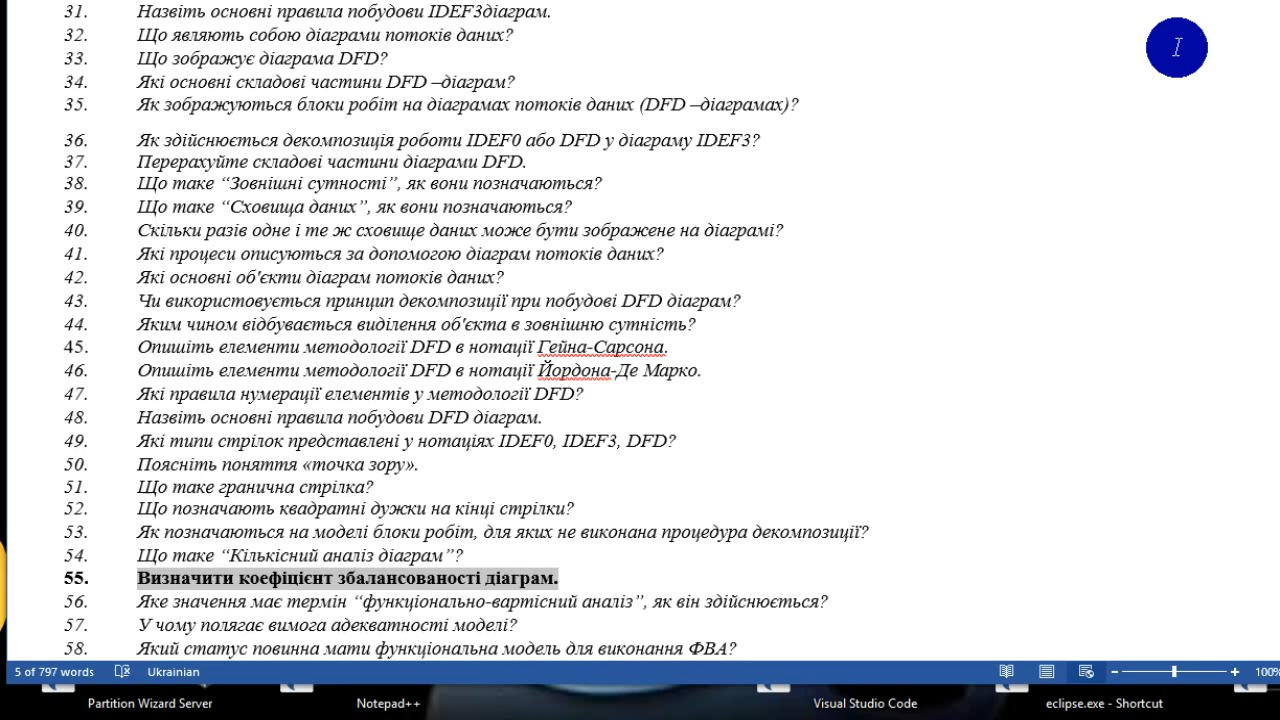 31. Назвіть основні правила побудови IDEF3діаграм.
32. Що являють собою діаграми потоків даних?
33. Що зображує діаграма DFD?
34. Які основні складові частини DFD –діаграм?
35. Як зображуються блоки робіт на діаграмах потоків даних (DFD –діаграмах)?
36. Як здійснюється декомпозиція роботи IDEF0 або DFD у діаграму IDEF3?
37. Перерахуйте складові частини діаграми DFD.
38. Що таке “Зовнішні сутності”, як вони позначаються?
39. Що таке “Сховища даних”, як вони позначаються?
40. Скільки разів одне і те ж сховище даних може бути зображене на діаграмі?
41. Які процеси описуються за допомогою діаграм потоків даних?
42. Які основні об'єкти діаграм потоків даних?
43. Чи використовується принцип декомпозиції при побудові DFD діаграм?
44. Яким чином відбувається виділення об'єкта в зовнішню сутність?
45. Опишіть елементи методології DFD в нотації Гейна-Сарсона.
46. Опишіть елементи методології DFD в нотації Йордона-Де Марко.
47. Які правила нумерації елементів у методології DFD?
48. Назвіть основні правила побудови DFD діаграм.
49. Які типи стрілок представлені у нотаціях IDEF0, IDEF3, DFD?
50. Поясніть поняття «точка зору».
51. Що таке гранична стрілка?
52. Що позначають квадратні дужки на кінці стрілки?
53. Як позначаються на моделі блоки робіт, для яких не виконана процедура декомпозиції?
54. Що таке “Кількісний аналіз діаграм”?
55. Визначити коефіцієнт збалансованості діаграм.
56. Яке значення має термін “функціонально-вартісний аналіз”, як він здійснюється?
57. У чому полягає вимога адекватності моделі?
58. Який статус повинна мати функціональна модель для виконання ФВА?
5 of 797 words Ukrainian 100%
Partition Wizard Server Notepad++ Visual Studio Code eclipse.exe - Shortcut